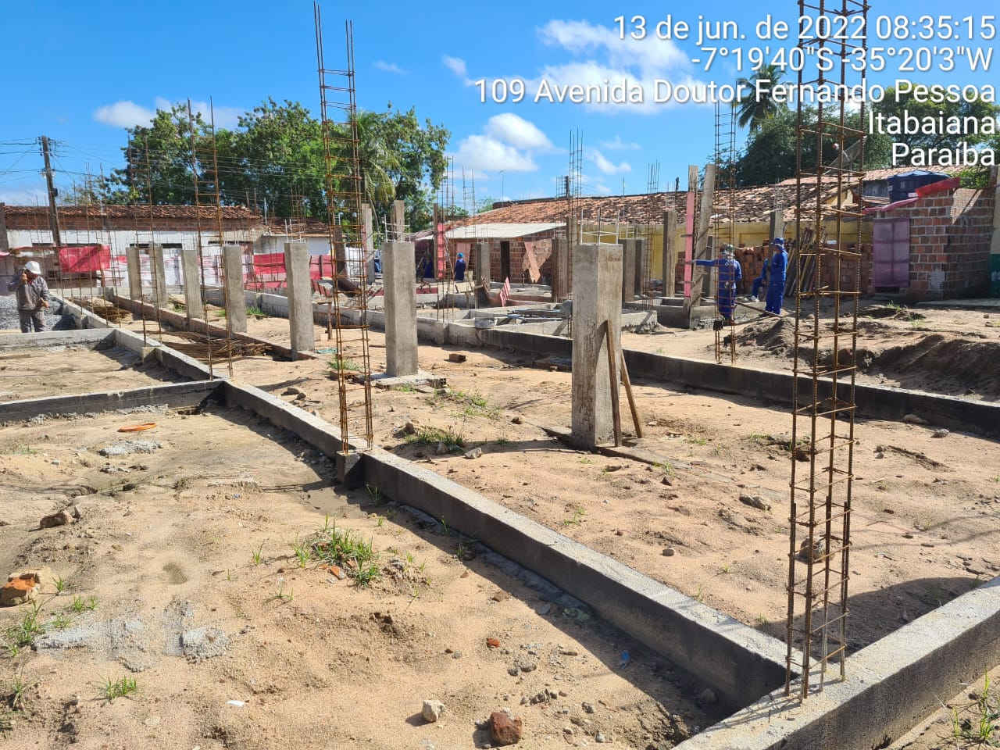 13 de jun. de 2022 08:35:15
-7°19'40"S -35°20'3"W
109 Avenida Doutor Fernando Pessoa
Itabaiana
Paraíba